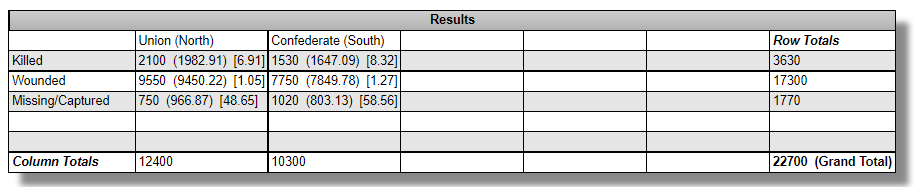 Results
Union (North) Confederate (South) Row Totals
Killed 2100 (1982.91) [6.91] 1530 (1647.09) [8.32] 3630
Wounded 9550 (9450.22) [1.05] 7750 (7849.78) [1.27] 17300
Missing/Captured 750 (966.87) [48.65] 1020 (803.13) [58.56] 1770
Column Totals 12400 10300 22700 (Grand Total)